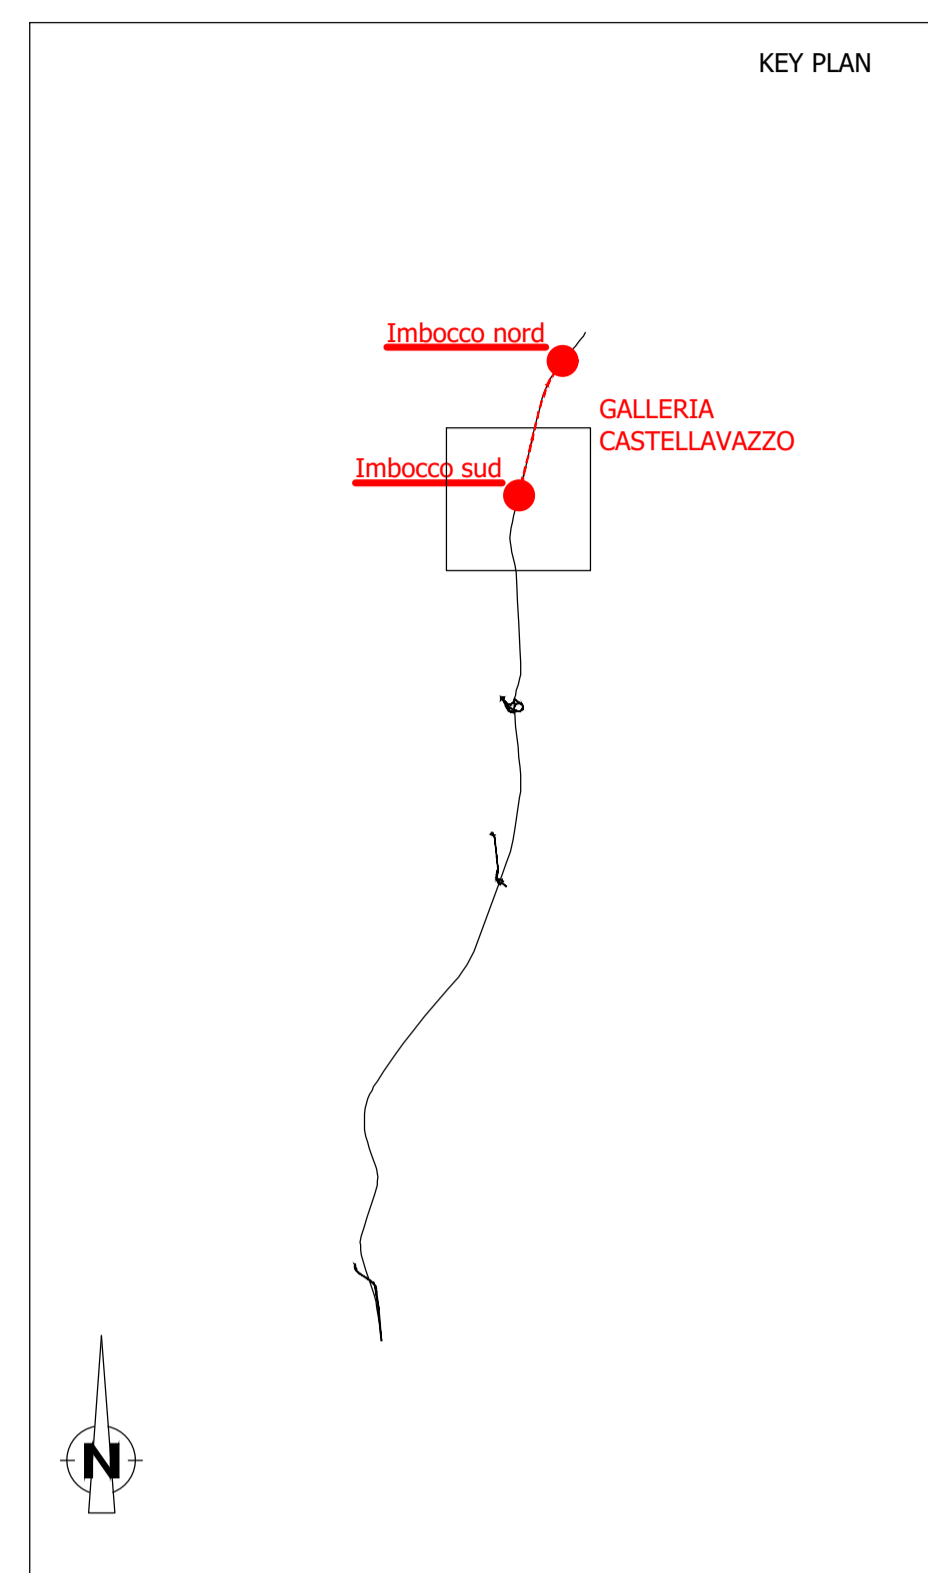 KEY PLAN
Imbocco nord
GALLERIA
CASTELLAVAZZO
Imbocco sud
N